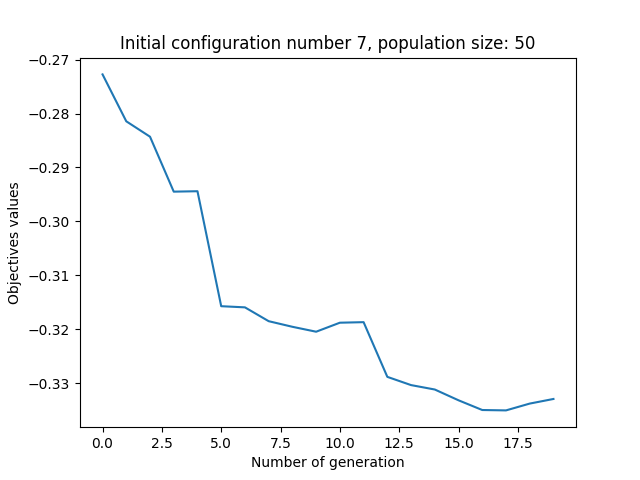 Initial configuration number 7, population size: 50
Objectives values
−0.27
−0.28
−0.29
−0.30
−0.31
−0.32
−0.33
0.0 2.5 5.0 7.5 10.0 12.5 15.0 17.5
Number of generation